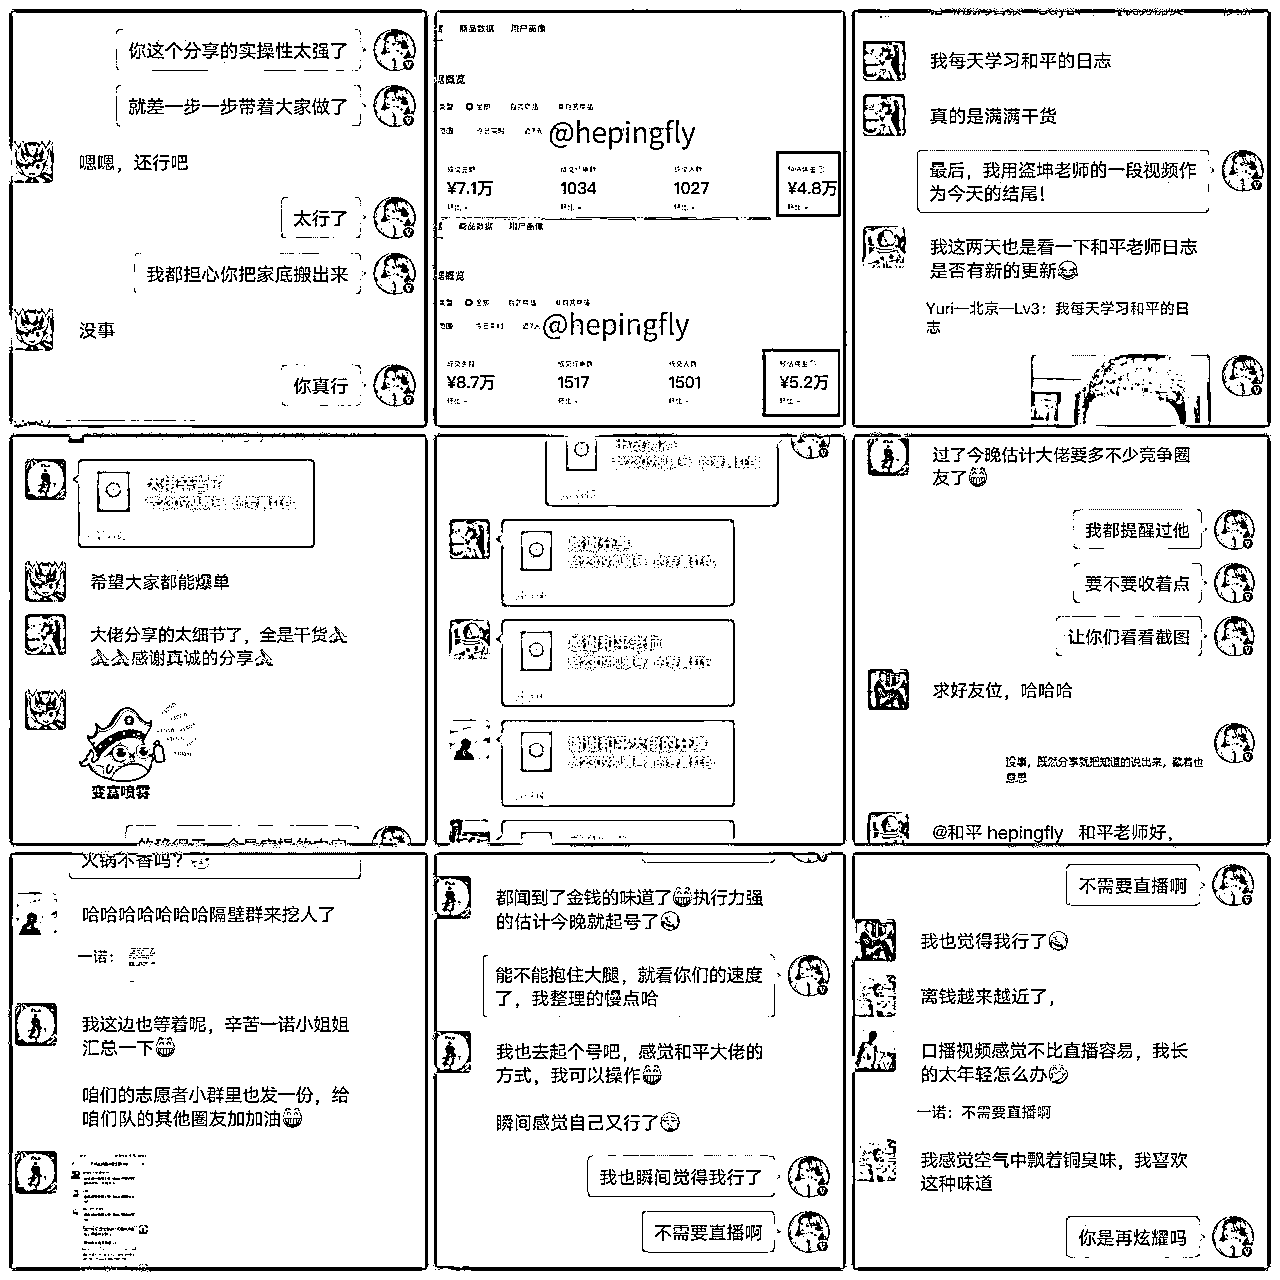 你这个分享的实操性太强了
就差一步一步带着大家做了
嗯嗯，还行吧
太行了
我都担心你把家底搬出来
没事
你真行
商品数据 用户画像
@hepingfly
¥7.1万 1034 1027 ¥4.8万
商品数据 用户画像
@hepingfly
¥8.7万 1517 1501 ¥5.2万
我每天学习和平的日志
真的是满满干货
最后，我用盗坤老师的一段视频作
为今天的结尾！
我这两天也是看一下和平老师日志
是否有新的更新😂
Yuri—北京—Lv3：我每天学习和平的日
志
希望大家都能爆单
大佬分享的太细节了，全是干货🙏
🙏🙏感谢真诚的分享🙏
变富喷雾
过了今晚估计大佬要多不少竞争圈
友了😁
我都提醒过他
要不要收着点
让你们看看截图
求好友位，哈哈哈
没事，既然分享就把知道的说出来，藏着也
@和平 hepingfly 和平老师好，
火锅不香吗？
哈哈哈哈哈哈哈隔壁群来挖人了
一诺：
我这边也等着呢，辛苦一诺小姐姐
汇总一下😁
咱们的志愿者小群里也发一份，给
咱们队的其他圈友加加油😁
都闻到了金钱的味道了😁执行力强
的估计今晚就起号了
能不能抱住大腿，就看你们的速度
了，我整理的慢点哈
我也去起个号吧，感觉和平大佬的
方式，我可以操作😁
瞬间感觉自己又行了
我也瞬间觉得我行了
不需要直播啊
不需要直播啊
我也觉得我行了
离钱越来越近了，
口播视频感觉不比直播容易，我长
的太年轻怎么办
一诺：不需要直播啊
我感觉空气中飘着铜臭味，我喜欢
这种味道
你是再炫耀吗